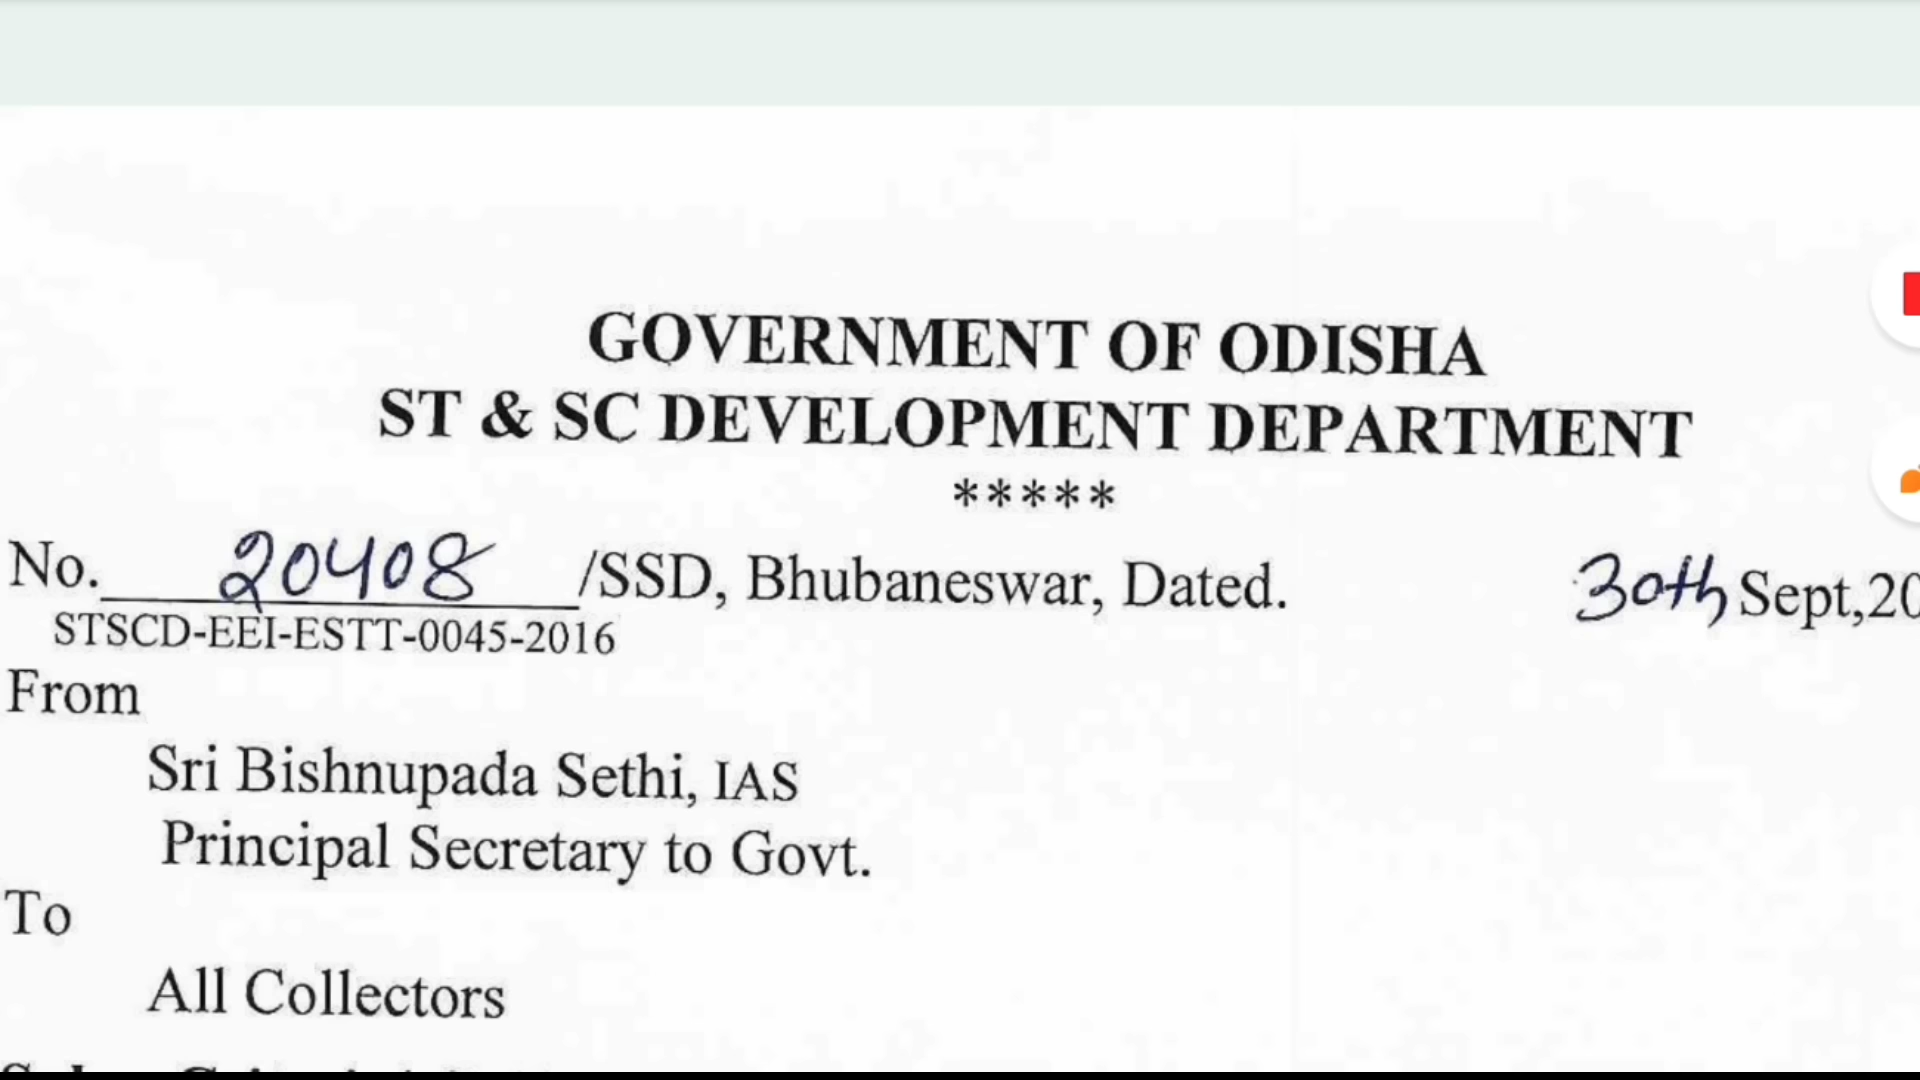 GOVERNMENT OF ODISHA
ST & SC DEVELOPMENT DEPARTMENT
*****
No. 20408 /SSD, Bhubaneswar, Dated. 30th Sept,20
STSCD-EEI-ESTT-0045-2016
From
Sri Bishnupada Sethi, IAS
Principal Secretary to Govt.
To
All Collectors